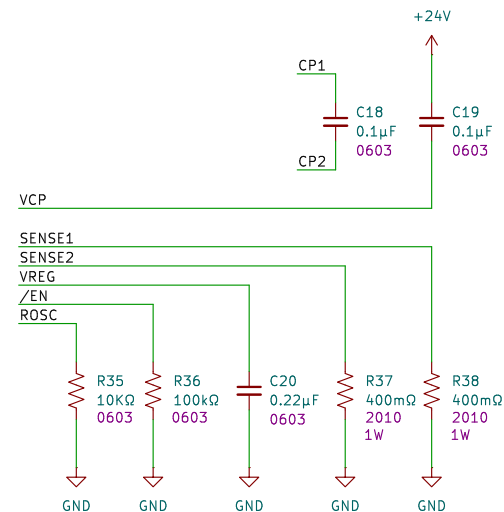 +24V
CP1
C18
0.1µF
0603
C19
0.1µF
0603
CP2
VCP
SENSE1
SENSE2
VREG
/EN
ROSC
R35
10KΩ
0603
R36
100kΩ
0603
C20
0.22µF
0603
R37
400mΩ
2010
1W
R38
400mΩ
2010
1W
GND
GND
GND
GND
GND